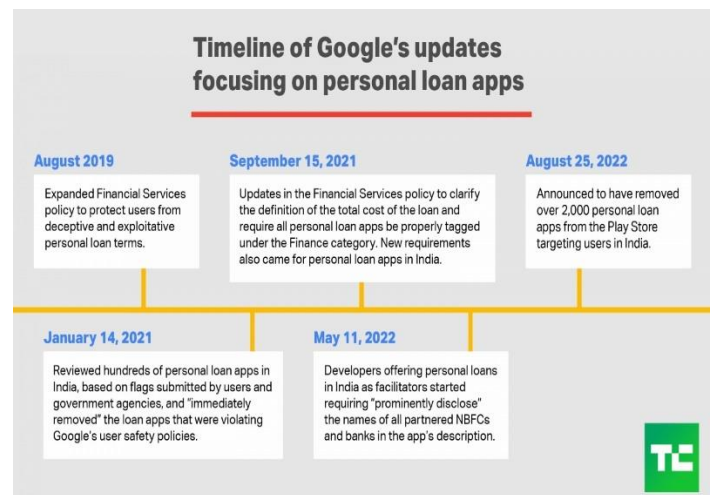 Timeline of Google's updates
focusing on personal loan apps
August 2019
Expanded Financial Services
policy to protect users from
deceptive and exploitative
personal loan terms.
September 15, 2021
Updates in the Financial Services policy to clarify
the definition of the total cost of the loan and
require all personal loan apps be properly tagged
under the Finance category. New requirements
also came for personal loan apps in India.
August 25, 2022
Announced to have removed
over 2,000 personal loan
apps from the Play Store
targeting users in India.
January 14, 2021
Reviewed hundreds of personal loan apps in
India, based on flags submitted by users and
government agencies, and “immediately
removed” the loan apps that were violating
Google's user safety policies.
May 11, 2022
Developers offering personal loans
in India as facilitators started
requiring “prominently disclose”
the names of all partnered NBFCs
and banks in the app's description.
TC